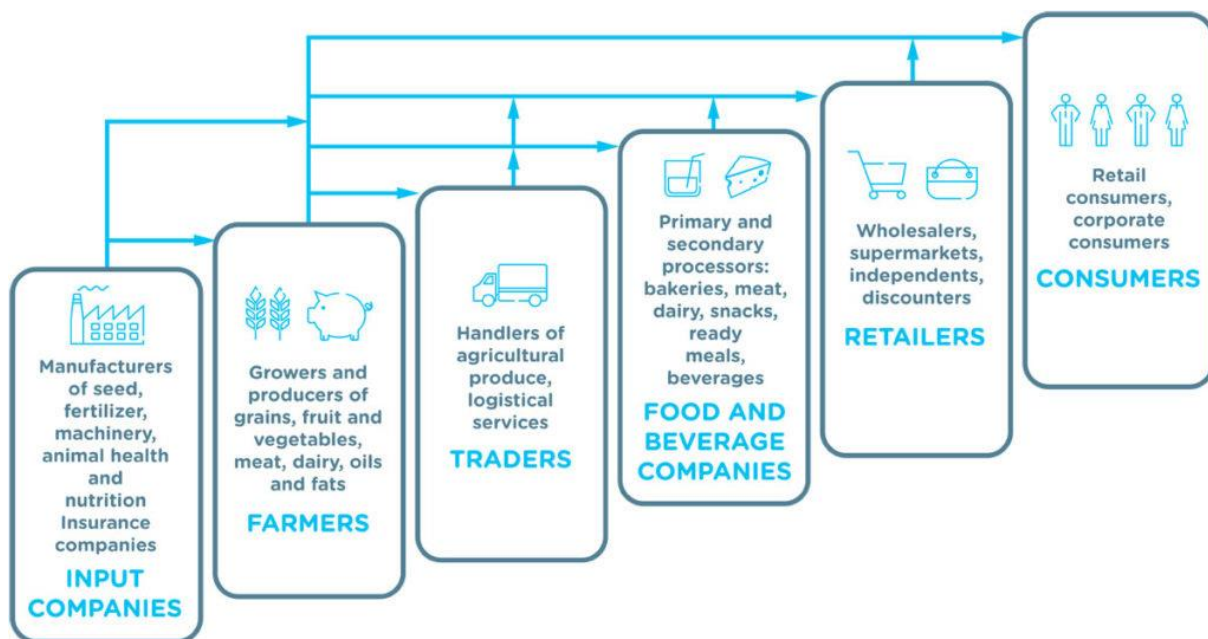 Manufacturers
of seed,
fertilizer,
machinery,
animal health
and
nutrition
Insurance
companies
INPUT
COMPANIES
Growers and
producers of
grains, fruit and
vegetables,
meat, dairy, oils
and fats
FARMERS
Handlers of
agricultural
produce,
logistical
services
TRADERS
Primary and
secondary
processors:
bakeries, meat,
dairy, snacks,
ready
meals,
beverages
FOOD AND
BEVERAGE
COMPANIES
Wholesalers,
supermarkets,
independents,
discounters
RETAILERS
Retail
consumers,
corporate
consumers
CONSUMERS